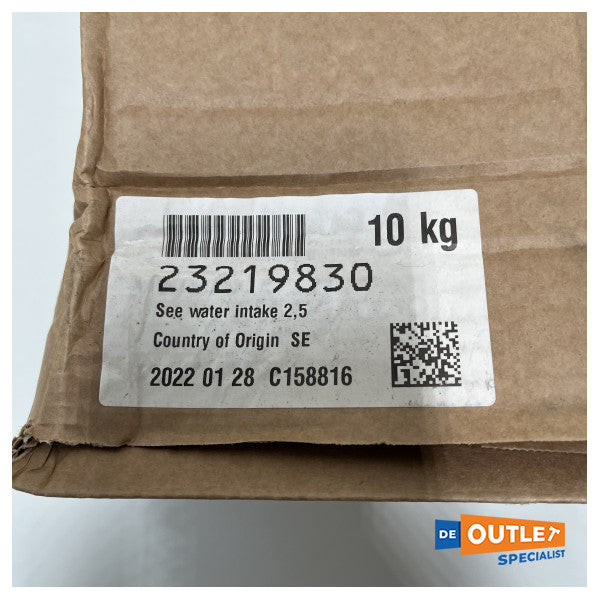 10 kg
23219830
See water intake 2,5
Country of Origin SE
2022 01 28 C158816
DE OUTLET
SPECIALIST